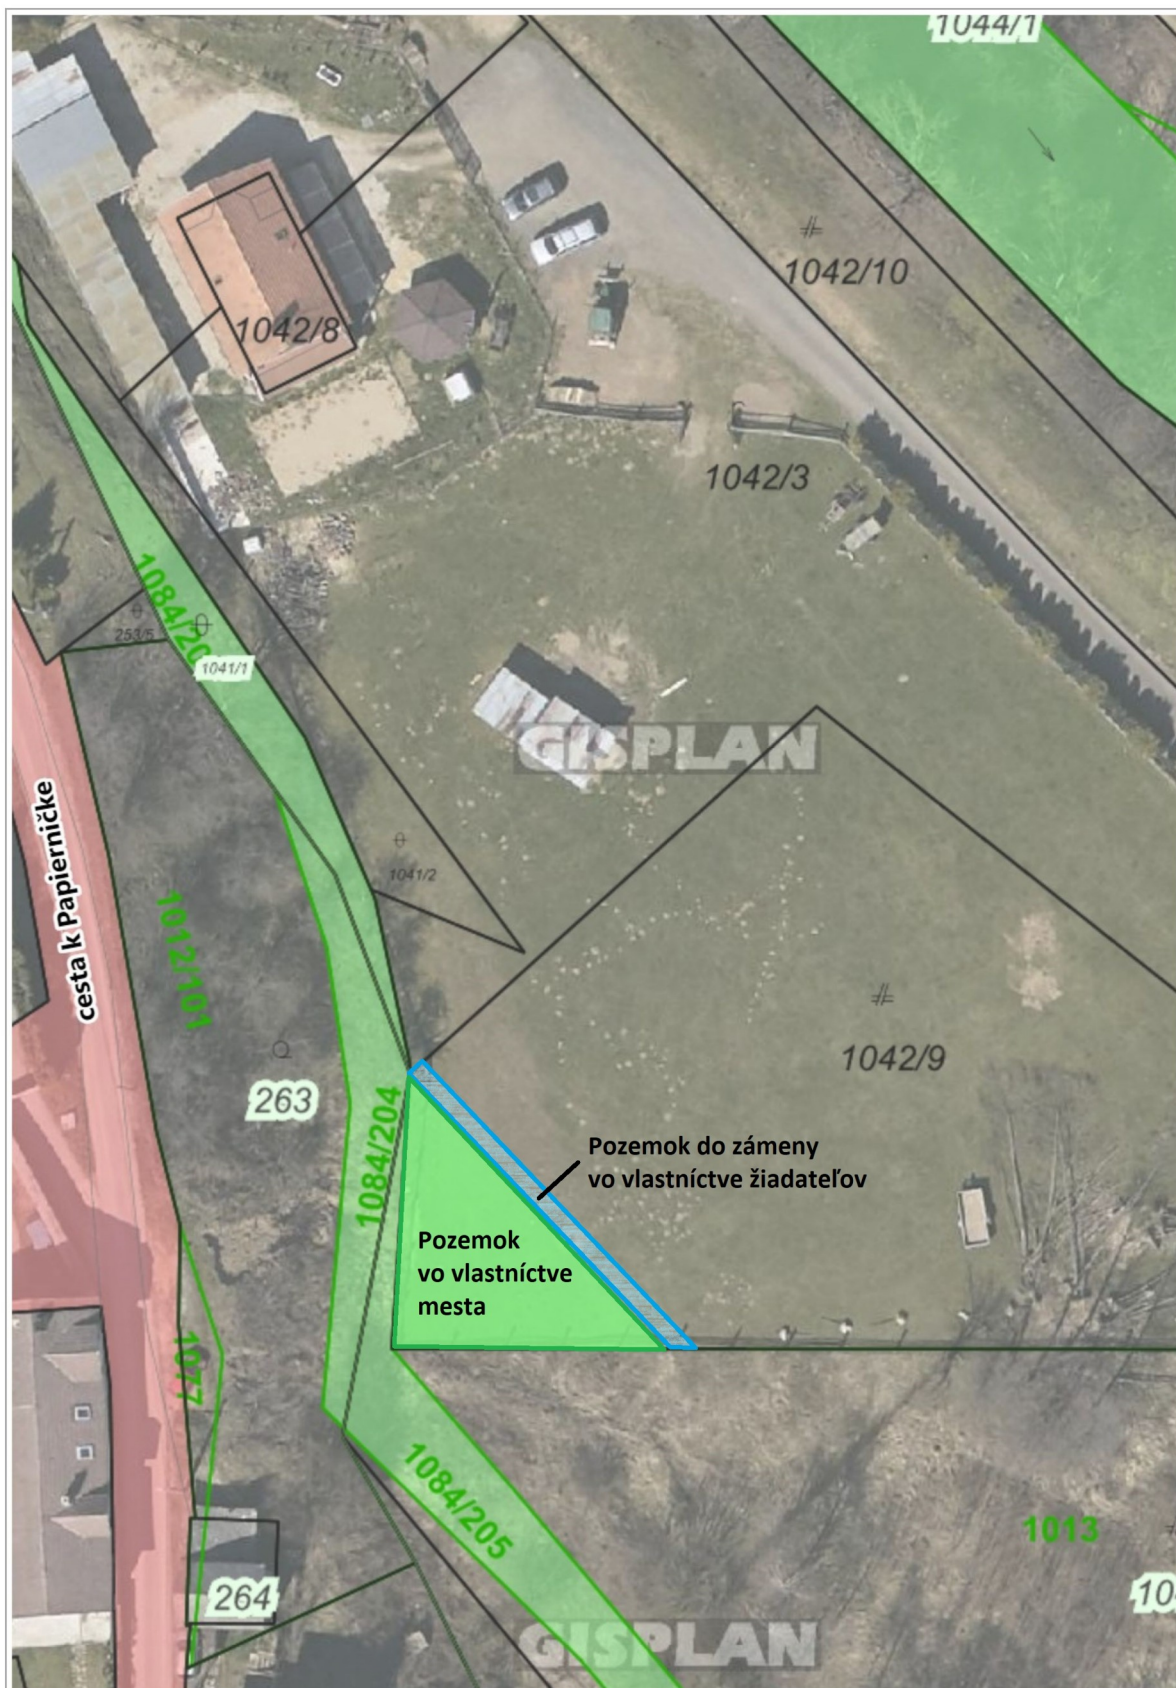 1044/1
1042/10
1042/8
1042/3
1084/20
253/5
1041/1
GISPLAN
cesta k Papierničke
1041/2
1012/101
1042/9
263
1084/204
Pozemok do zámeny
vo vlastníctve žiadateľov
Pozemok
vo vlastníctve
mesta
1077
1084/205
1013
264
10
GISPLAN